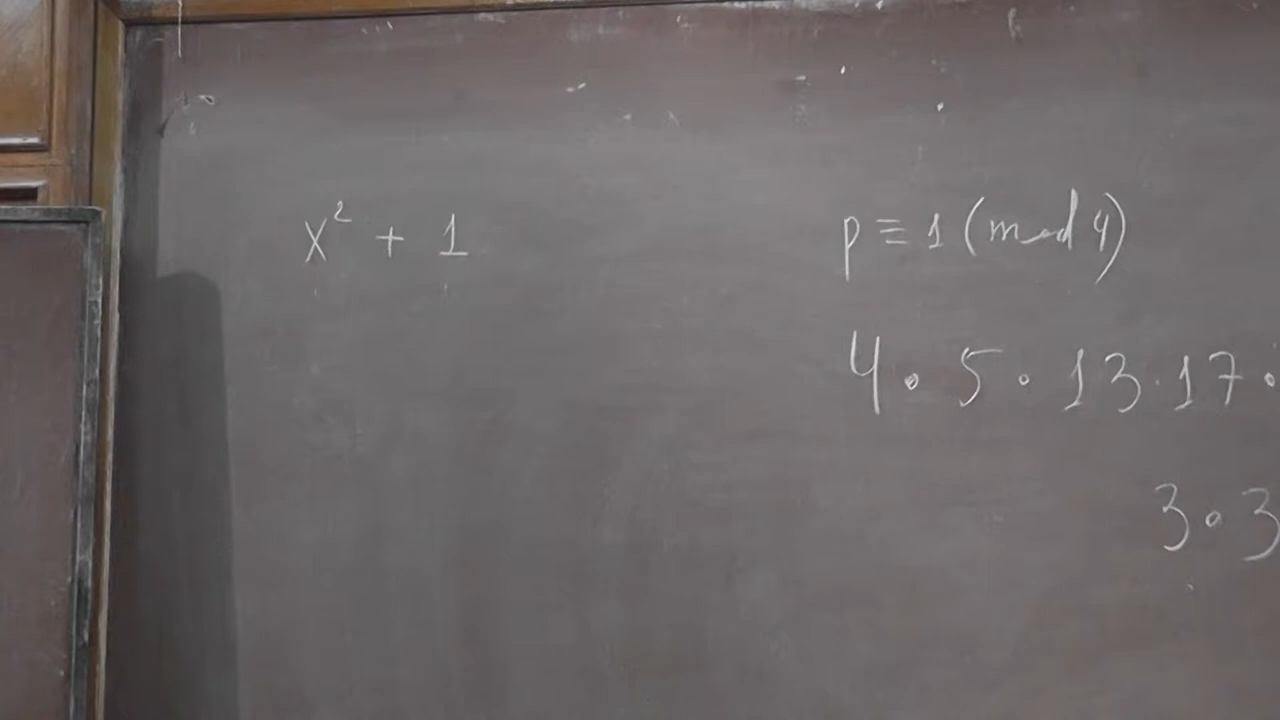 x² + 1
p ≡ 1 (mod 4)
4 · 5 · 13 · 17 ·
3 · 3